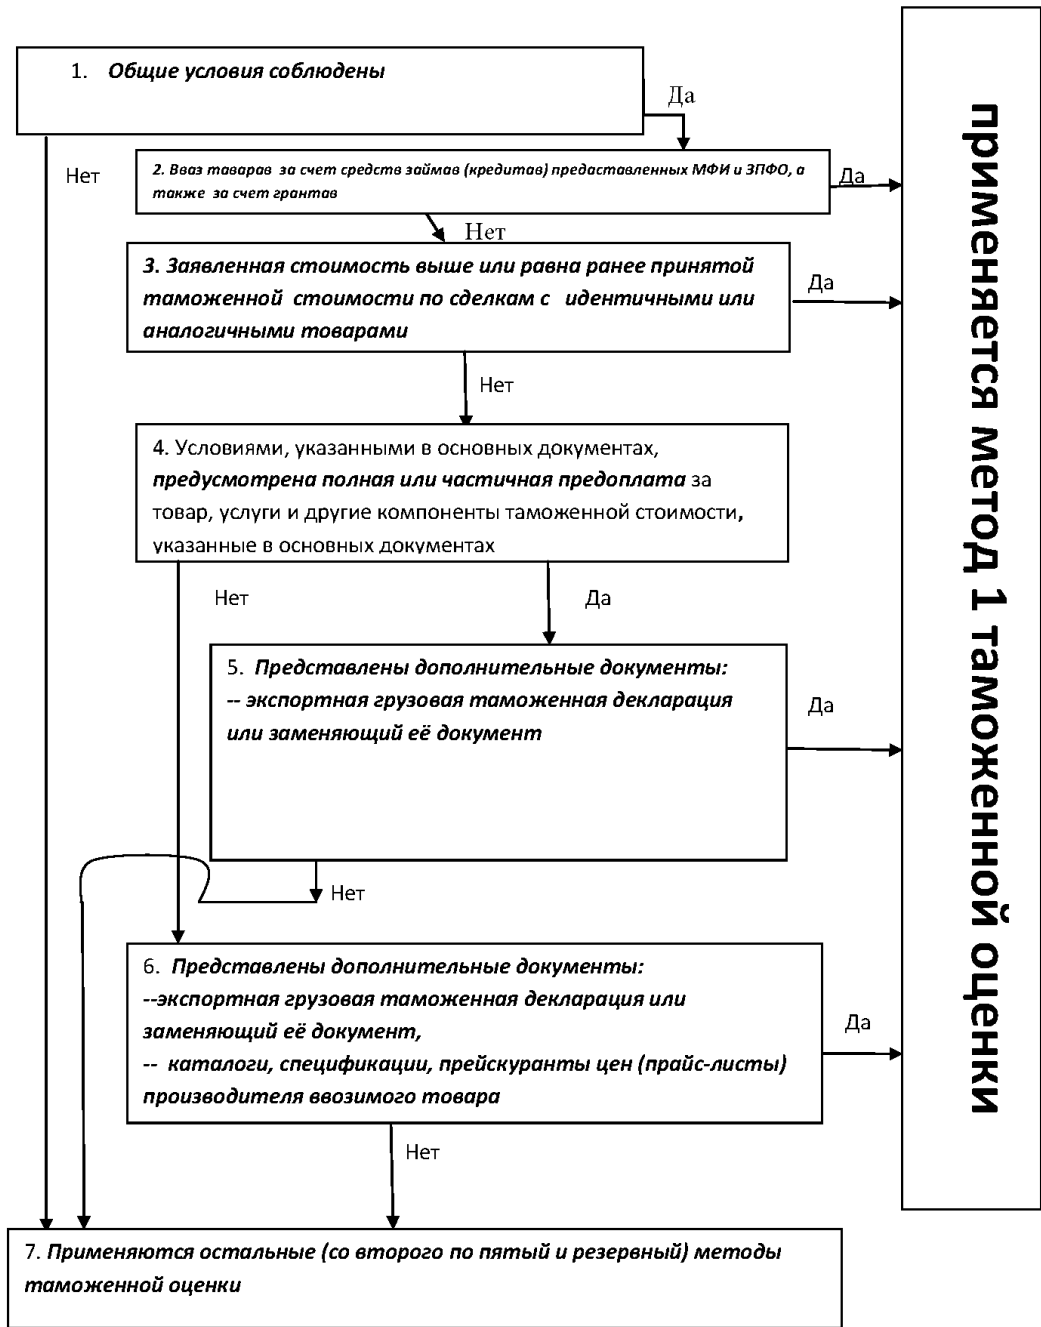 1. Общие условия соблюдены
Да
Нет
2. Вваз таваров за счет средств займав (кредитав) предаставленных МФИ и ЗПФО, а
также за счет грантав
Да
Нет
3. Заявленная стоимость выше или равна ранее принятой
таможенной стоимости по сделкам с идентичными или
аналогичными товарами
Да
Нет
4. Условиями, указанными в основных документах,
предусмотрена полная или частичная предоплата за
товар, услуги и другие компоненты таможенной стоимости,
указанные в основных документах
Нет
Да
5. Представлены дополнительные документы:
-- экспортная грузовая таможенная декларация
или заменяющий её документ
Да
Нет
6. Представлены дополнительные документы:
--экспортная грузовая таможенная декларация или
заменяющий её документ,
-- каталоги, спецификации, прейскуранты цен (прайс-листы)
производителя ввозимого товара
Да
Нет
7. Применяются остальные (со второго по пятый и резервный) методы
таможенной оценки
применяется метод 1 таможенной оценки